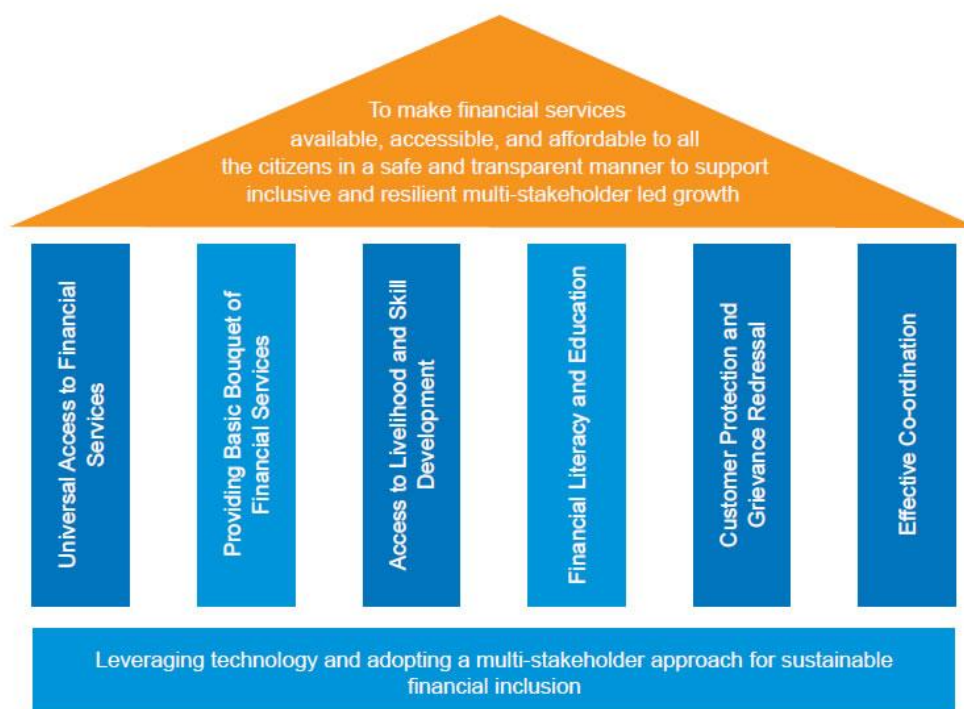 To make financial services
available, accessible, and affordable to all
the citizens in a safe and transparent manner to support
inclusive and resilient multi-stakeholder led growth
Universal Access to Financial
Services
Providing Basic Bouquet of
Financial Services
Access to Livelihood and Skill
Development
Financial Literacy and Education
Customer Protection and
Grievance Redressal
Effective Co-ordination
Leveraging technology and adopting a multi-stakeholder approach for sustainable
financial inclusion